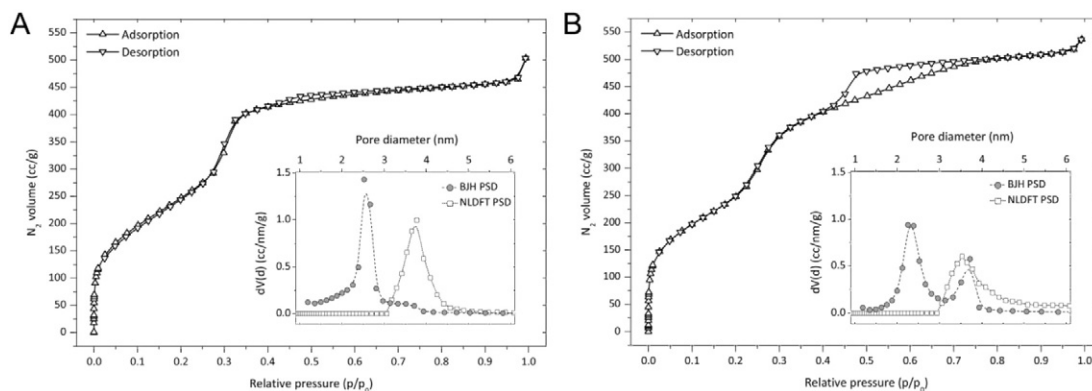 A
Adsorption
Desorption
N2 volume (cc/g)
550
500
450
400
350
300
250
200
150
100
50
0
0.0 0.1 0.2 0.3 0.4 0.5 0.6 0.7 0.8 0.9 1.0
Relative pressure (p/p0)
Pore diameter (nm)
1 2 3 4 5 6
BJH PSD
NLDFT PSD
dV(d) (cc/nm/g)
1.5
1.0
0.5
0.0
B
Adsorption
Desorption
N2 volume (cc/g)
550
500
450
400
350
300
250
200
150
100
50
0
0.0 0.1 0.2 0.3 0.4 0.5 0.6 0.7 0.8 0.9 1.0
Relative pressure (p/p0)
Pore diameter (nm)
1 2 3 4 5 6
BJH PSD
NLDFT PSD
dV(d) (cc/nm/g)
1.5
1.0
0.5
0.0